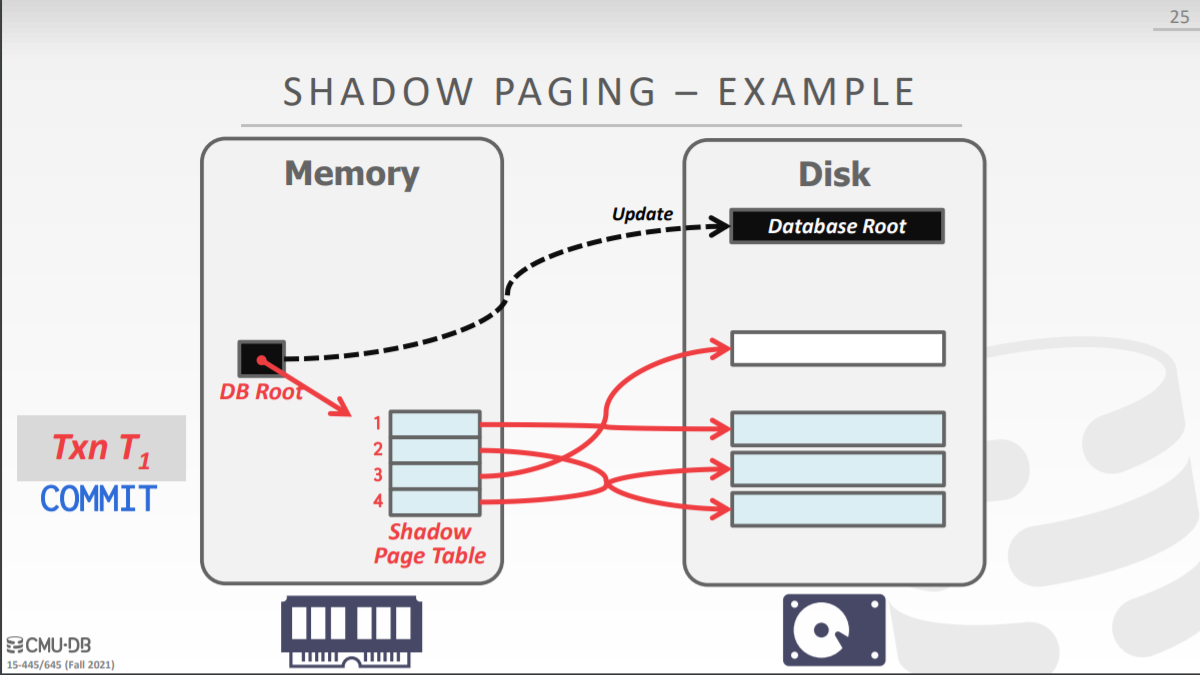 25
SHADOW PAGING – EXAMPLE
Memory
Disk
Update
Database Root
DB Root
1
2
3
4
Txn T1
COMMIT
Shadow
Page Table
CMU·DB
15-445/645 (Fall 2021)